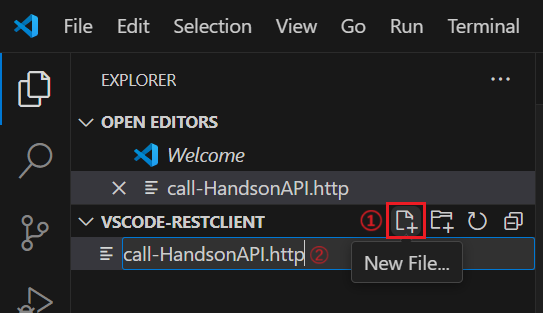 File Edit Selection View Go Run Terminal
EXPLORER ...
OPEN EDITORS
Welcome
call-HandsonAPI.http
VSCODE-RESTCLIENT ①
call-HandsonAPI.http ②
New File...